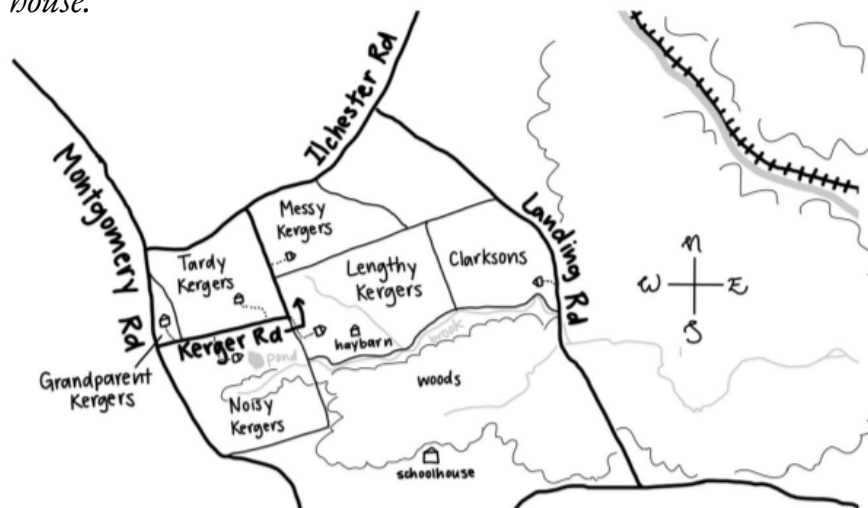 house.
Ilchester Rd
Montgomery Rd
Messy
Kergers
Landing Rd
Tardy
Kergers
Lengthy
Kergers
Clarksons
N
W
E
S
Kerger Rd
haybarn
brook
pond
Grandparent
Kergers
woods
Noisy
Kergers
schoolhouse